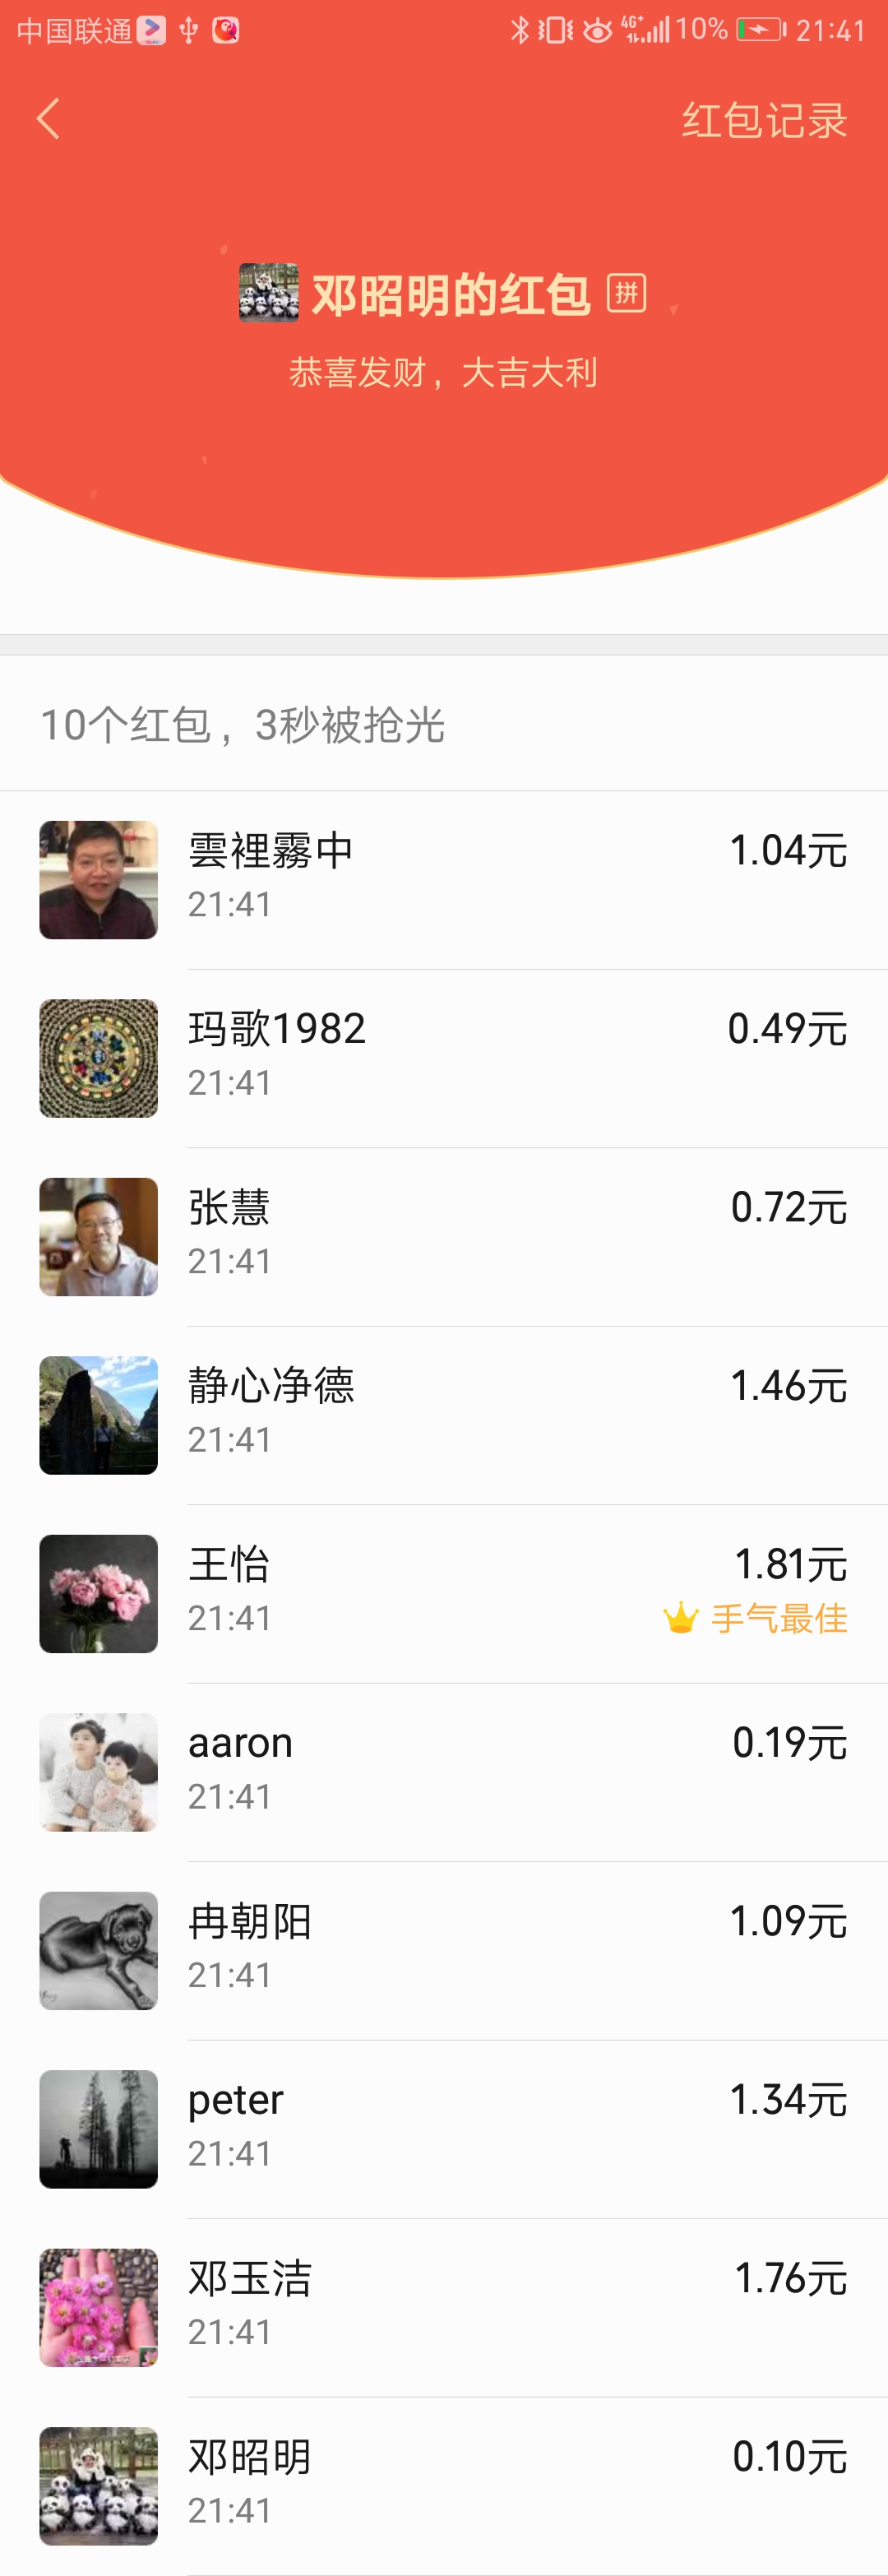 中国联通 4G+ 10% 21:41
红包记录
邓昭明的红包 拼
恭喜发财，大吉大利
10个红包，3秒被抢光
雲裡霧中 1.04元
21:41
玛歌1982 0.49元
21:41
张慧 0.72元
21:41
静心净德 1.46元
21:41
王怡 1.81元
21:41 手气最佳
aaron 0.19元
21:41
冉朝阳 1.09元
21:41
peter 1.34元
21:41
邓玉洁 1.76元
21:41
邓昭明 0.10元
21:41